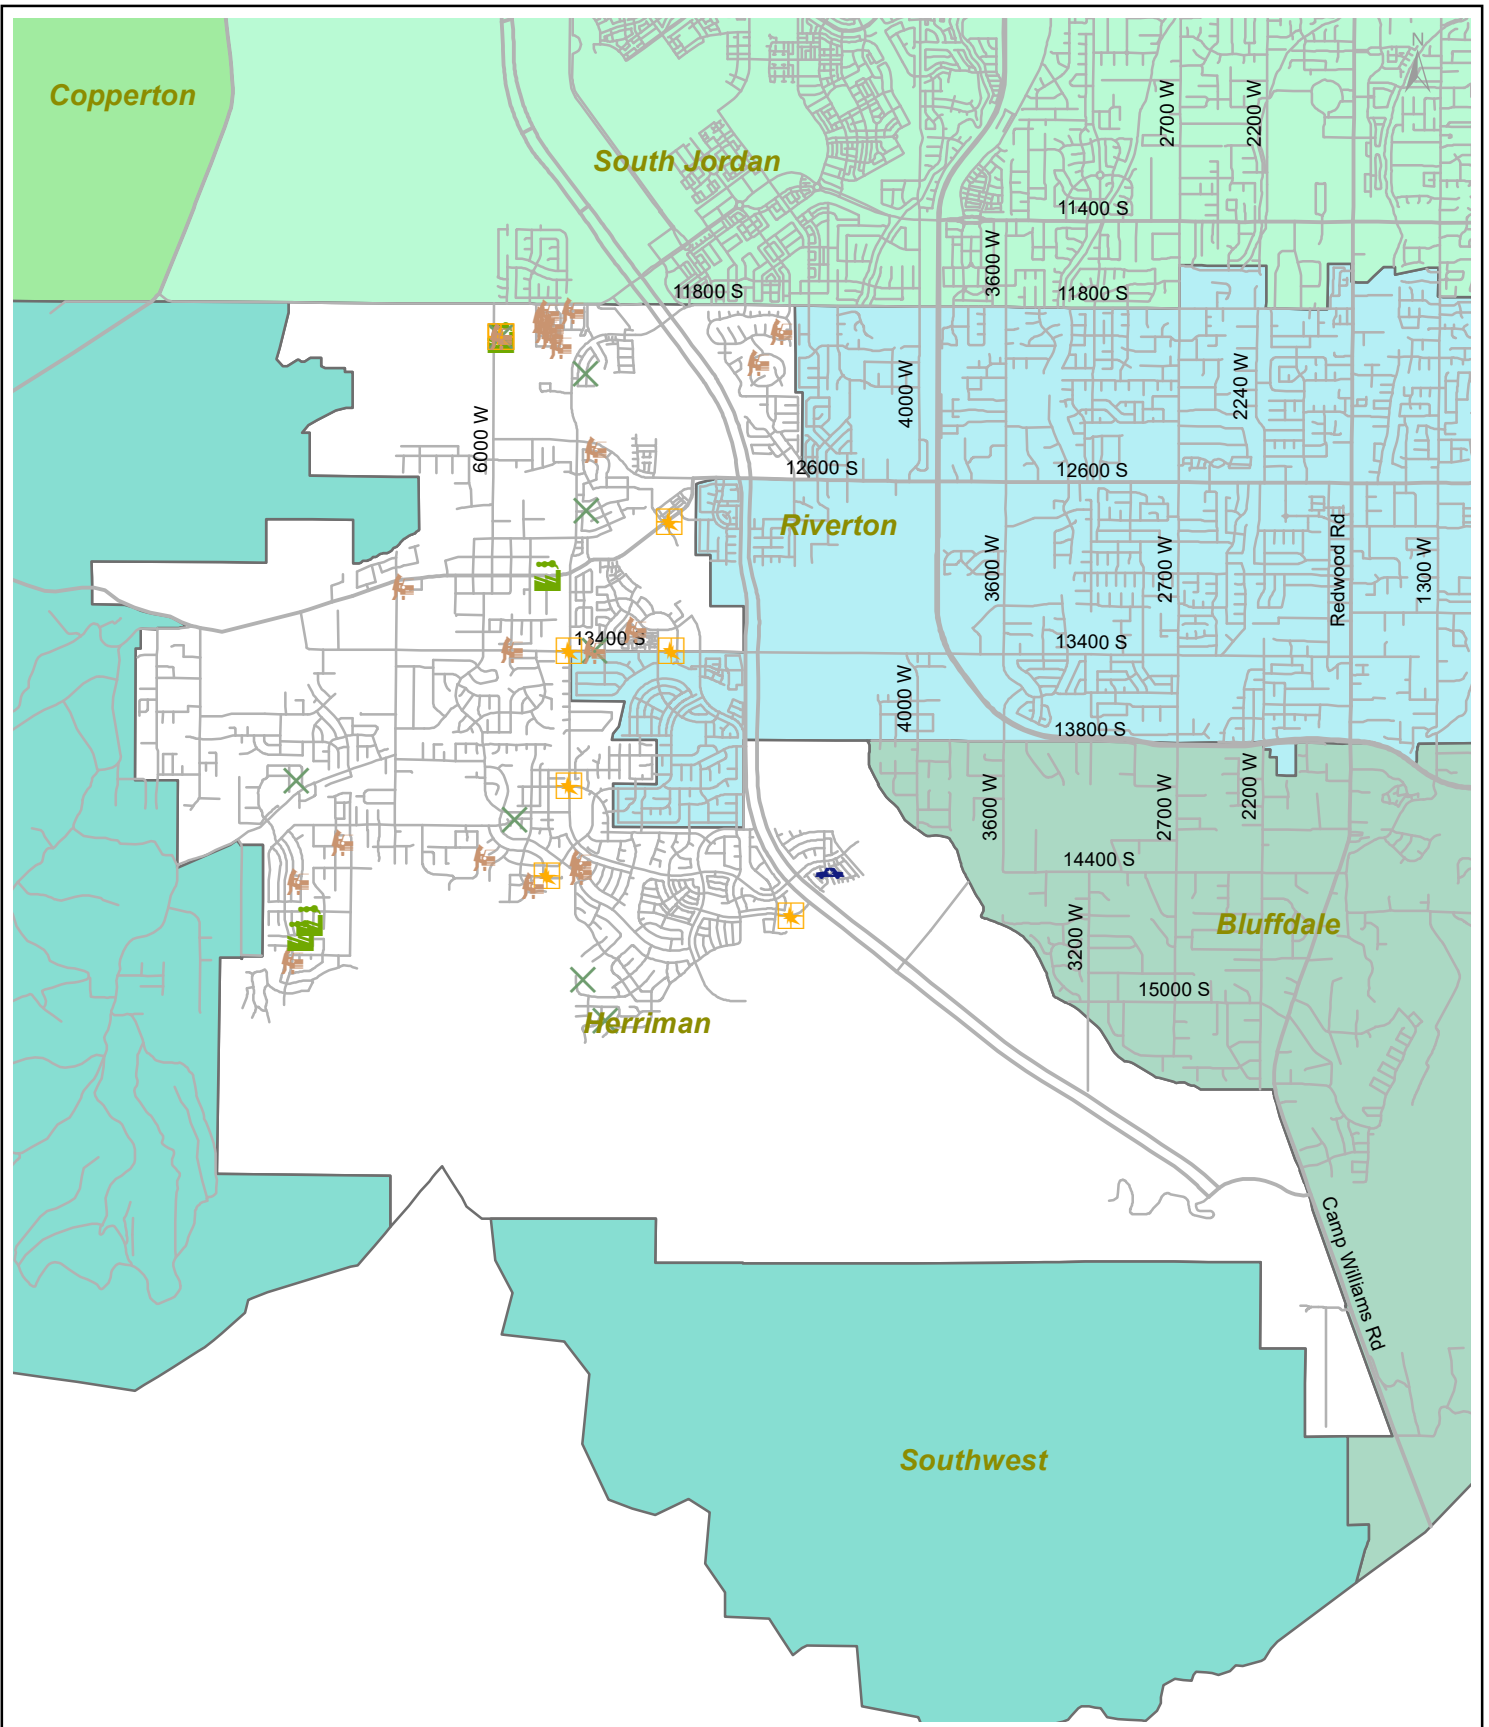 N
Copperton
South Jordan
2700 W
2200 W
11400 S
3600 W
11800 S
11800 S
6000 W
4000 W
2240 W
12600 S
12600 S
Riverton
3600 W
2700 W
Redwood Rd
1300 W
13400 S
13400 S
4000 W
13800 S
3600 W
2700 W
2200 W
14400 S
3200 W
Bluffdale
15000 S
Herriman
Camp Williams Rd
Southwest